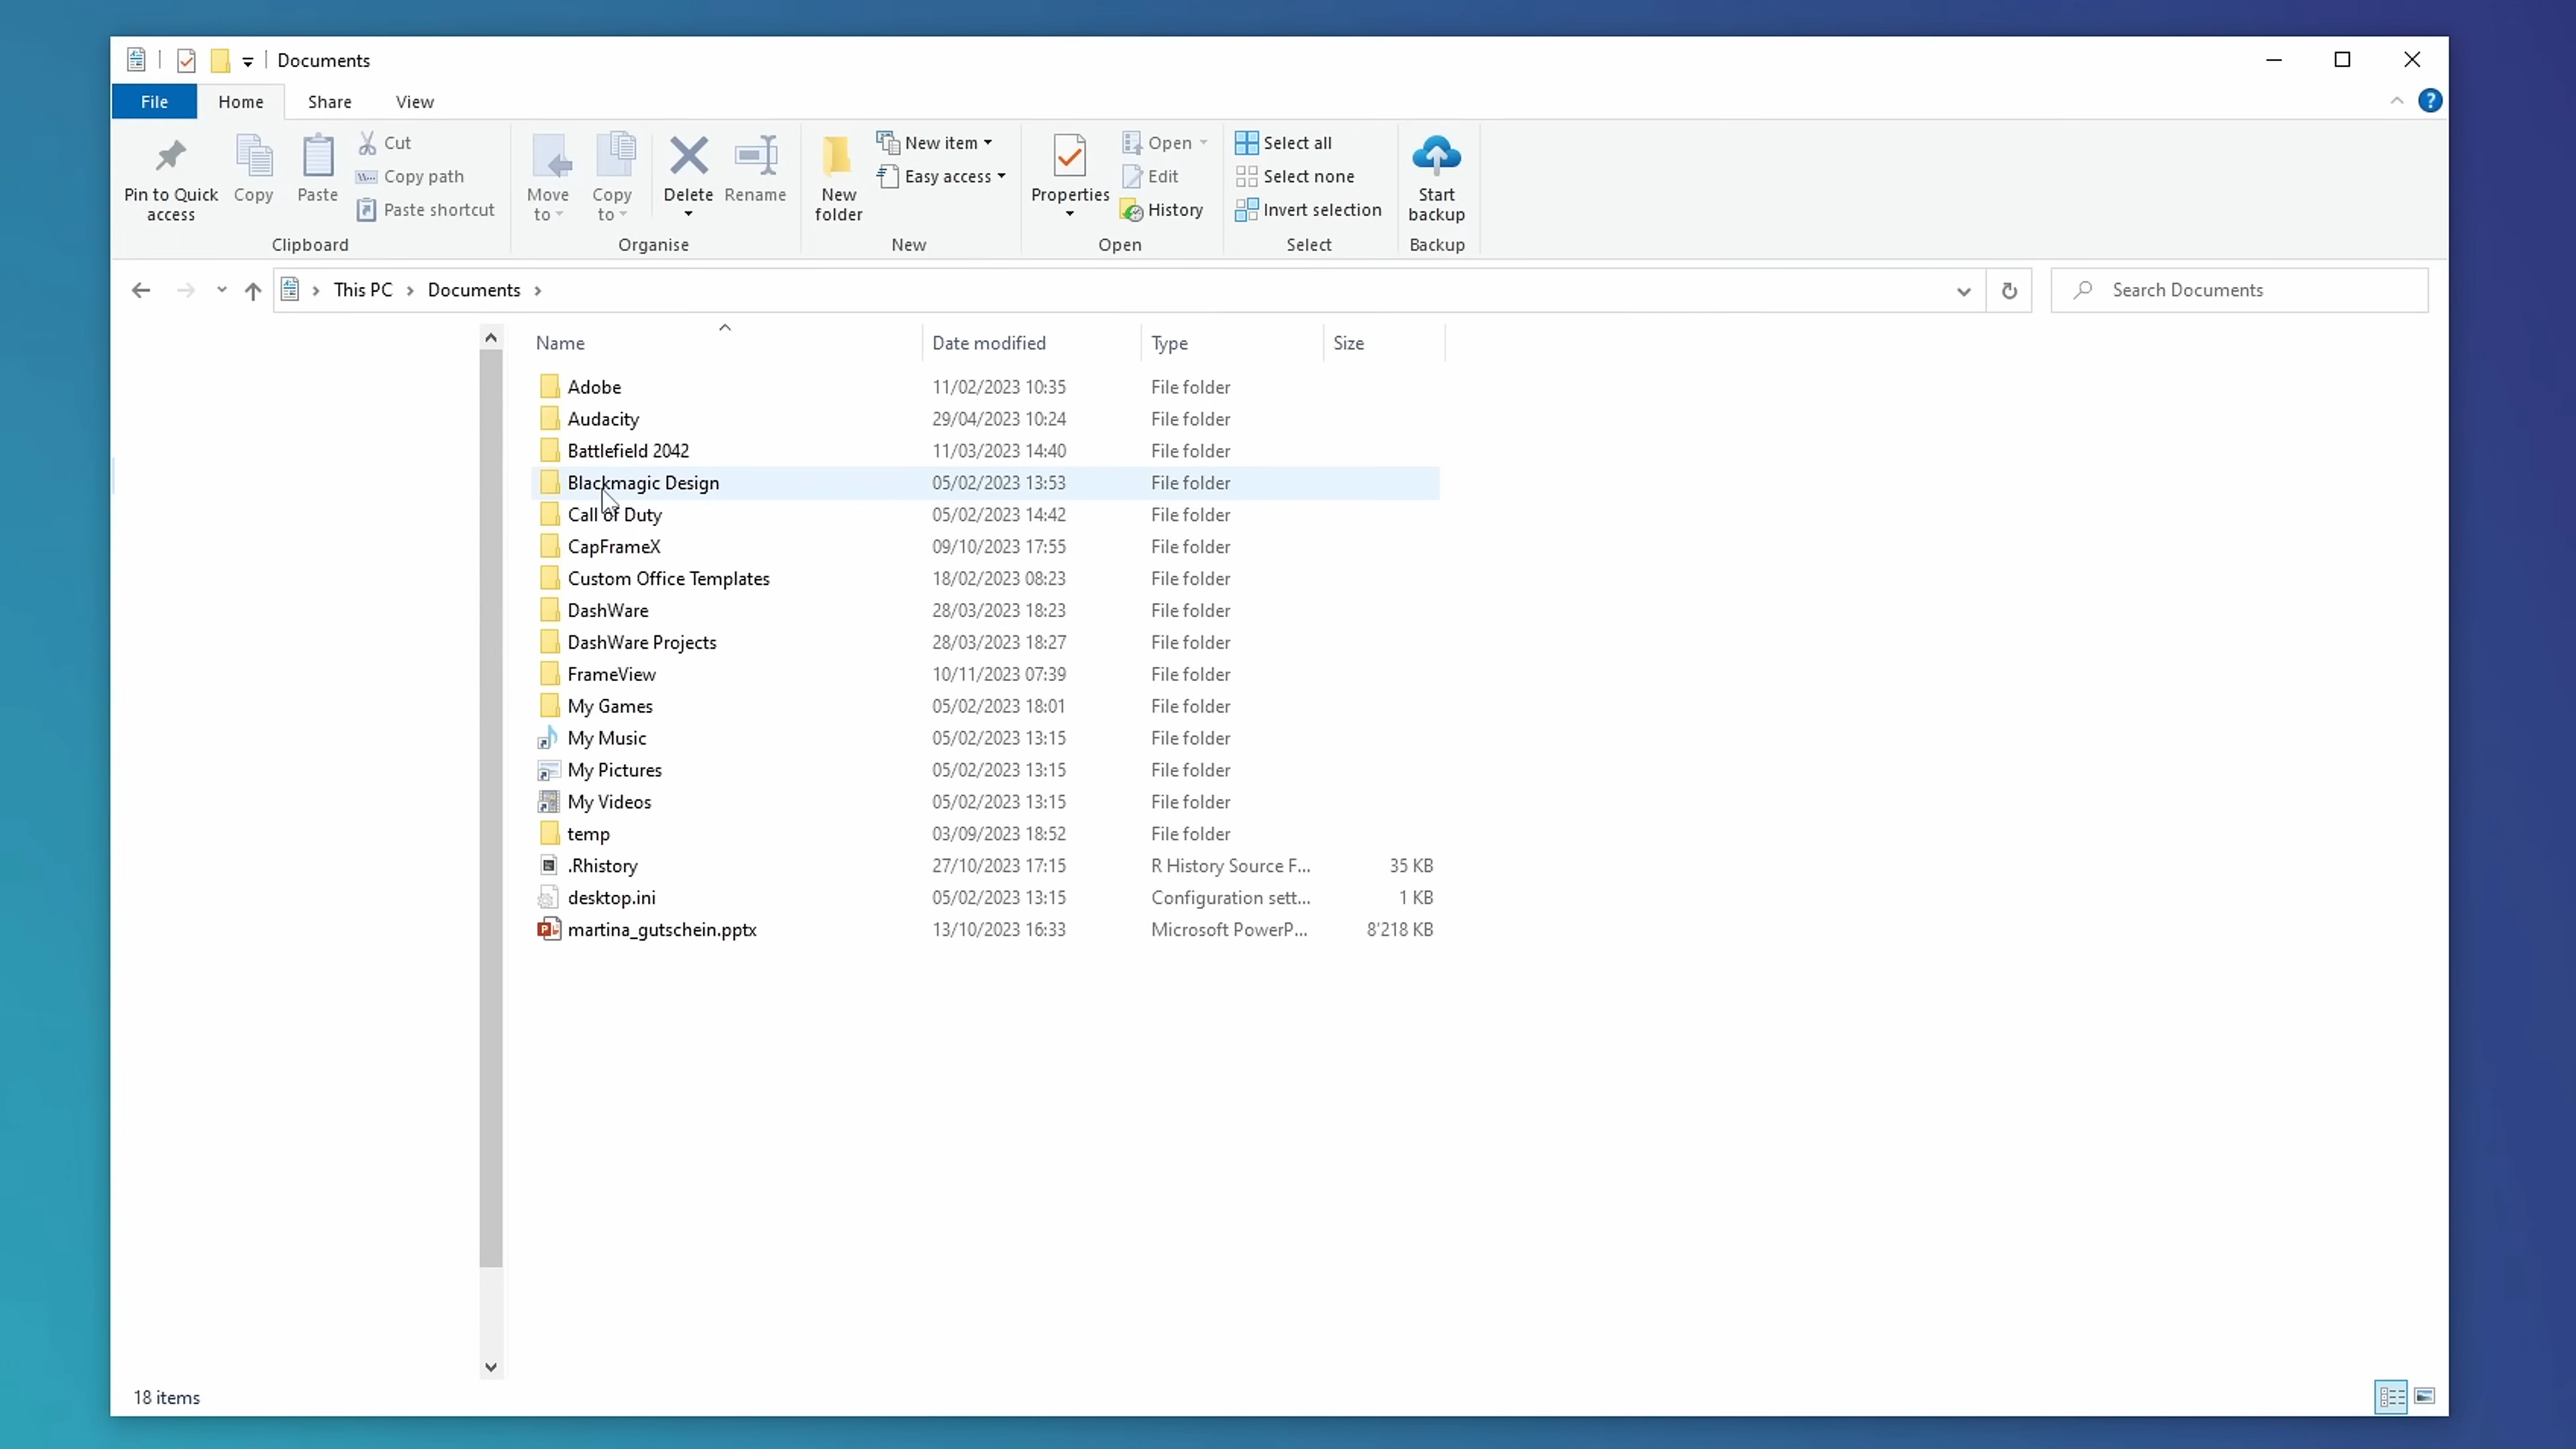 Documents
File Home Share View
Pin to Quick access
Copy
Paste
Cut
Copy path
Paste shortcut
Clipboard
Move to
Copy to
Delete
Rename
Organise
New folder
New item
Easy access
New
Properties
Open
Edit
History
Open
Select all
Select none
Invert selection
Select
Start backup
Backup
This PC > Documents >
Search Documents
Name Date modified Type Size
Adobe 11/02/2023 10:35 File folder
Audacity 29/04/2023 10:24 File folder
Battlefield 2042 11/03/2023 14:40 File folder
Blackmagic Design 05/02/2023 13:53 File folder
Call of Duty 05/02/2023 14:42 File folder
CapFrameX 09/10/2023 17:55 File folder
Custom Office Templates 18/02/2023 08:23 File folder
DashWare 28/03/2023 18:23 File folder
DashWare Projects 28/03/2023 18:27 File folder
FrameView 10/11/2023 07:39 File folder
My Games 05/02/2023 18:01 File folder
My Music 05/02/2023 13:15 File folder
My Pictures 05/02/2023 13:15 File folder
My Videos 05/02/2023 13:15 File folder
temp 03/09/2023 18:52 File folder
.Rhistory 27/10/2023 17:15 R History Source F... 35 KB
desktop.ini 05/02/2023 13:15 Configuration sett... 1 KB
martina_gutschein.pptx 13/10/2023 16:33 Microsoft PowerP... 8'218 KB
18 items